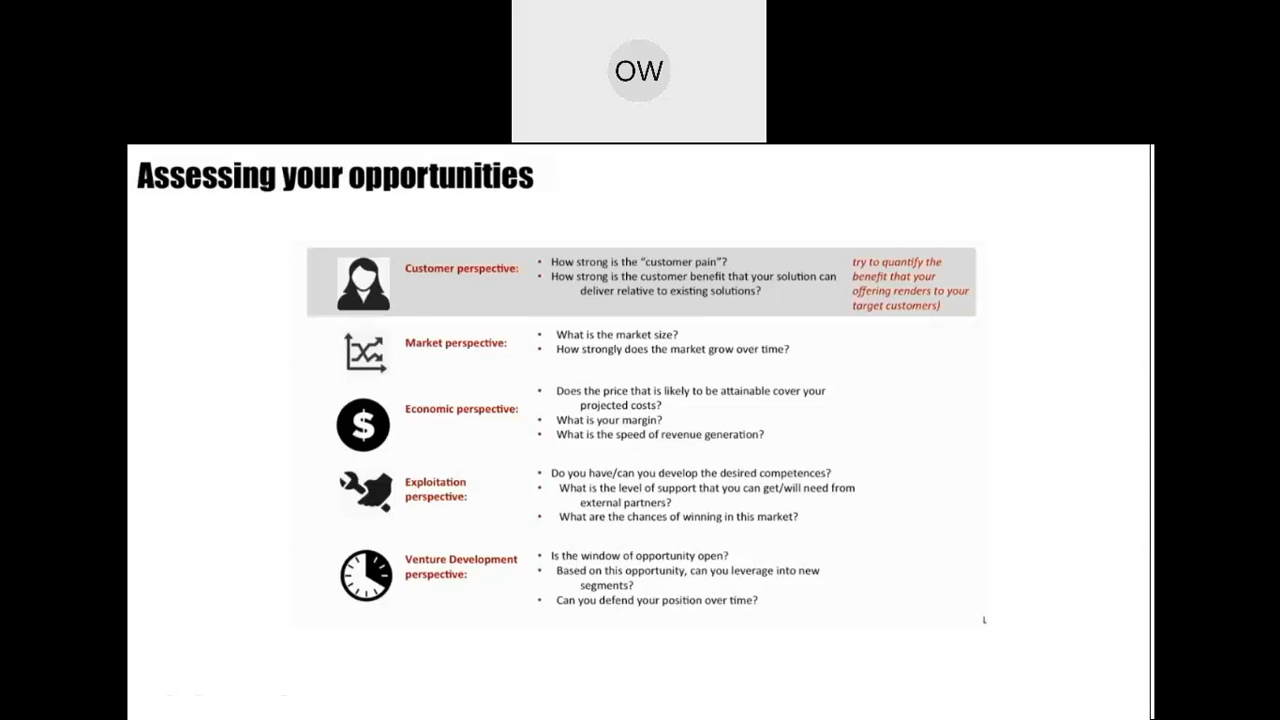 OW
Assessing your opportunities
Customer perspective:
• How strong is the “customer pain”?
• How strong is the customer benefit that your solution can
deliver relative to existing solutions?
try to quantify the
benefit that your
offering renders to your
target customers)
Market perspective:
• What is the market size?
• How strongly does the market grow over time?
Economic perspective:
• Does the price that is likely to be attainable cover your
projected costs?
• What is your margin?
• What is the speed of revenue generation?
Exploitation
perspective:
• Do you have/can you develop the desired competences?
• What is the level of support that you can get/will need from
external partners?
• What are the chances of winning in this market?
Venture Development
perspective:
• Is the window of opportunity open?
• Based on this opportunity, can you leverage into new
segments?
• Can you defend your position over time?